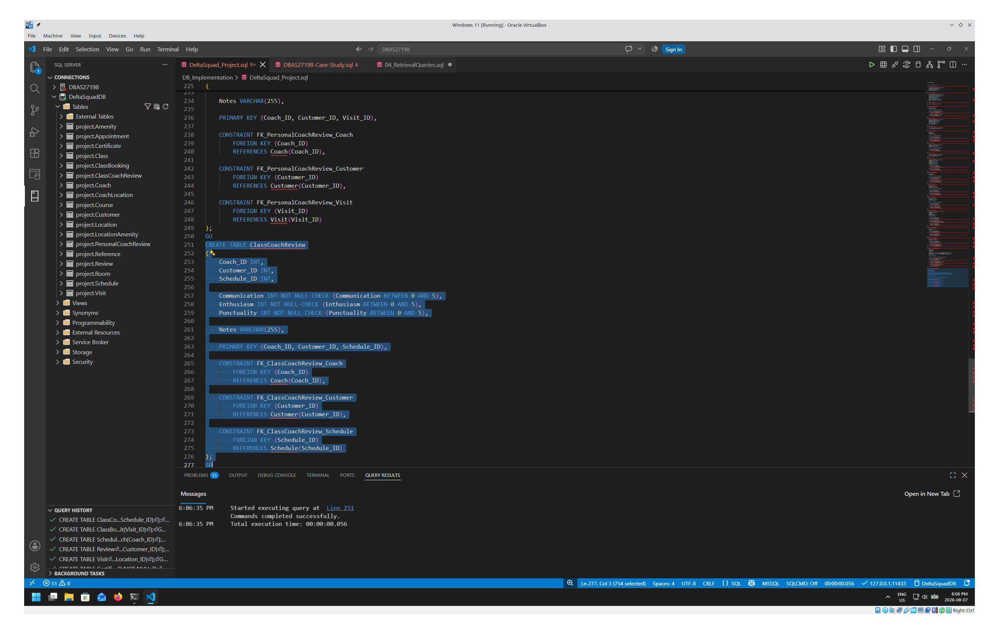 Windows 11 [Running] - Oracle VirtualBox
File Machine View Input Devices Help
File Edit Selection View Go Run Terminal Help
DBAS27198
Sign In
SQL SERVER
DeltaSquad_Project.sql 9+
DBAS27198-Case-Study.sql 6
04_RetrievalQueries.sql
DB_Implementation > DeltaSquad_Project.sql
1
CONNECTIONS
DBAS27198
DeltaSquadDB
Tables
External Tables
project.Amenity
project.Appointment
project.Certificate
project.Class
project.ClassBooking
project.ClassCoachReview
project.Coach
project.CoachLocation
project.Course
project.Customer
project.Location
project.LocationAmenity
project.PersonalCoachReview
project.Reference
project.Review
project.Room
project.Schedule
project.Visit
Views
Synonyms
Programmability
External Resources
Service Broker
Storage
Security
225 (
233
234 Notes VARCHAR(255),
235
236 PRIMARY KEY (Coach_ID, Customer_ID, Visit_ID),
237
238 CONSTRAINT FK_PersonalCoachReview_Coach
239 FOREIGN KEY (Coach_ID)
240 REFERENCES Coach(Coach_ID),
241
242 CONSTRAINT FK_PersonalCoachReview_Customer
243 FOREIGN KEY (Customer_ID)
244 REFERENCES Customer(Customer_ID),
245
246 CONSTRAINT FK_PersonalCoachReview_Visit
247 FOREIGN KEY (Visit_ID)
248 REFERENCES Visit(Visit_ID)
249 );
250 GO
251 CREATE TABLE ClassCoachReview
252 (
253 Coach_ID INT,
254 Customer_ID INT,
255 Schedule_ID INT,
256
257 Communication INT NOT NULL CHECK (Communication BETWEEN 0 AND 5),
258 Enthusiasm INT NOT NULL CHECK (Enthusiasm BETWEEN 0 AND 5),
259 Punctuality INT NOT NULL CHECK (Punctuality BETWEEN 0 AND 5),
260
261 Notes VARCHAR(255),
262
263 PRIMARY KEY (Coach_ID, Customer_ID, Schedule_ID),
264
265 CONSTRAINT FK_ClassCoachReview_Coach
266 FOREIGN KEY (Coach_ID)
267 REFERENCES Coach(Coach_ID),
268
269 CONSTRAINT FK_ClassCoachReview_Customer
270 FOREIGN KEY (Customer_ID)
271 REFERENCES Customer(Customer_ID),
272
273 CONSTRAINT FK_ClassCoachReview_Schedule
274 FOREIGN KEY (Schedule_ID)
275 REFERENCES Schedule(Schedule_ID)
276 );
277 GO
PROBLEMS 51 OUTPUT DEBUG CONSOLE TERMINAL PORTS QUERY RESULTS
Messages
Open in New Tab
6:06:35 PM Started executing query at Line 251
Commands completed successfully.
6:06:35 PM Total execution time: 00:00:00.056
QUERY HISTORY
CREATE TABLE ClassCo...Schedule_ID)⏎);⏎...
CREATE TABLE ClassBo...it(Visit_ID)⏎);⏎G...
CREATE TABLE Schedul...ch(Coach_ID)⏎);...
CREATE TABLE Review⏎...Customer_ID)⏎);...
CREATE TABLE Visit⏎...Location_ID)⏎);⏎G...
BACKGROUND TASKS
51 0
Ln 277, Col 3 (754 selected) Spaces: 4 UTF-8 CRLF { } SQL MSSQL SQLCMD: Off 00:00:00.056 127.0.0.1,11433 DeltaSquadDB
ENG
US
6:06 PM
2026-08-07
Right Ctrl